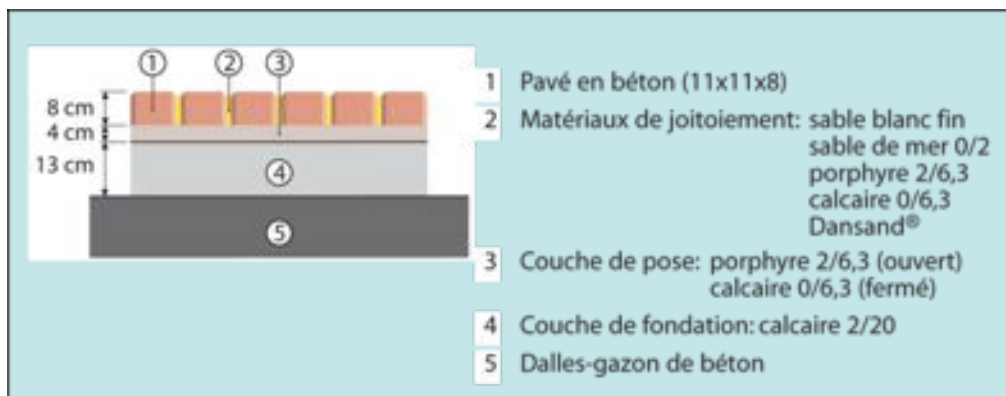 1 2 3
8 cm
4 cm
13 cm
4
5
1 Pavé en béton (11x11x8)
2 Matériaux de joitoiement: sable blanc fin
sable de mer 0/2
porphyre 2/6,3
calcaire 0/6,3
Dansand®
3 Couche de pose: porphyre 2/6,3 (ouvert)
calcaire 0/6,3 (fermé)
4 Couche de fondation: calcaire 2/20
5 Dalles-gazon de béton